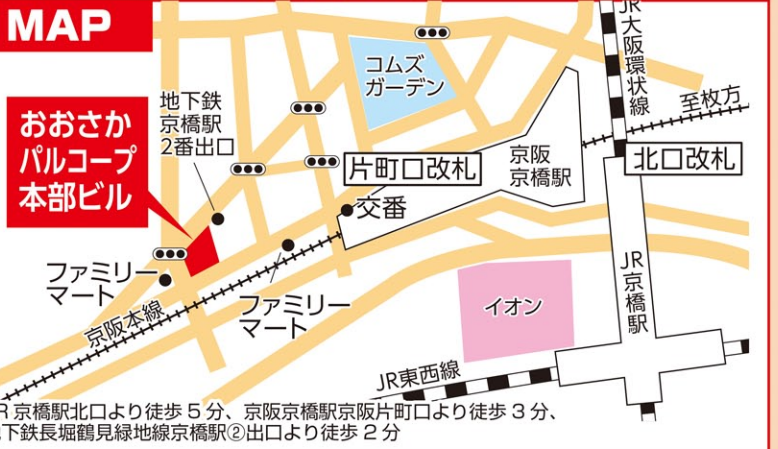 MAP
コムズ
ガーデン
JR大阪環状線
至枚方
地下鉄
京橋駅
2番出口
おおさか
パルコープ
本部ビル
片町口改札
京阪
京橋駅
北口改札
交番
ファミリー
マート
ファミリー
マート
京阪本線
イオン
JR京橋駅
JR東西線
R京橋駅北口より徒歩5分、京阪京橋駅京阪片町口より徒歩3分、
下鉄長堀鶴見緑地線京橋駅②出口より徒歩2分